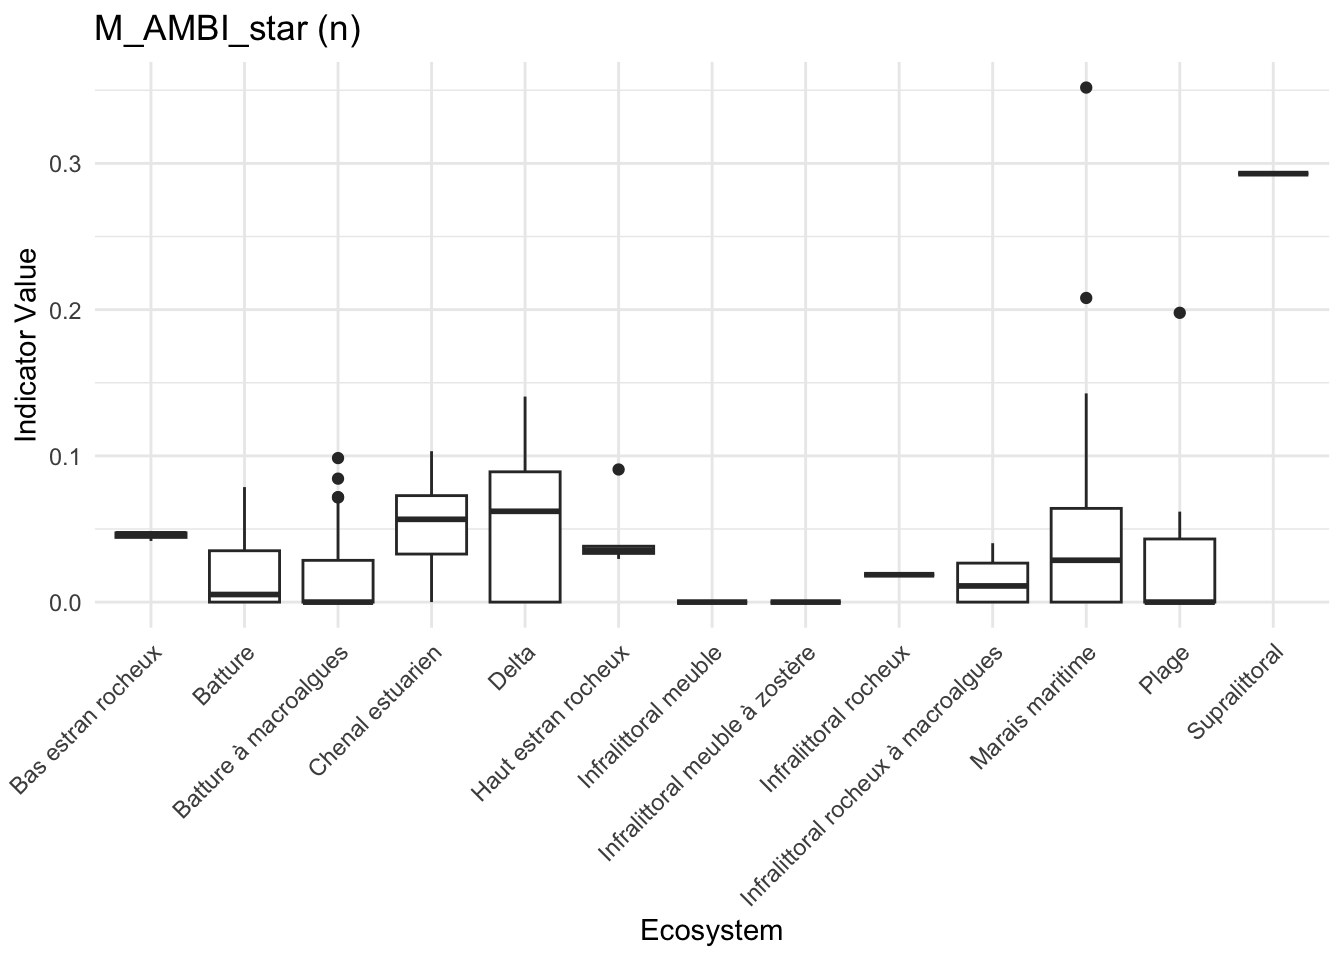 M_AMBI_star (n)
Indicator Value
0.3
0.2
0.1
0.0
Bas estran rocheux
Batture
Batture à macroalgues
Chenal estuarien
Delta
Haut estran rocheux
Infralittoral meuble
Infralittoral meuble à zostère
Infralittoral rocheux
Infralittoral rocheux à macroalgues
Marais maritime
Plage
Supralittoral
Ecosystem